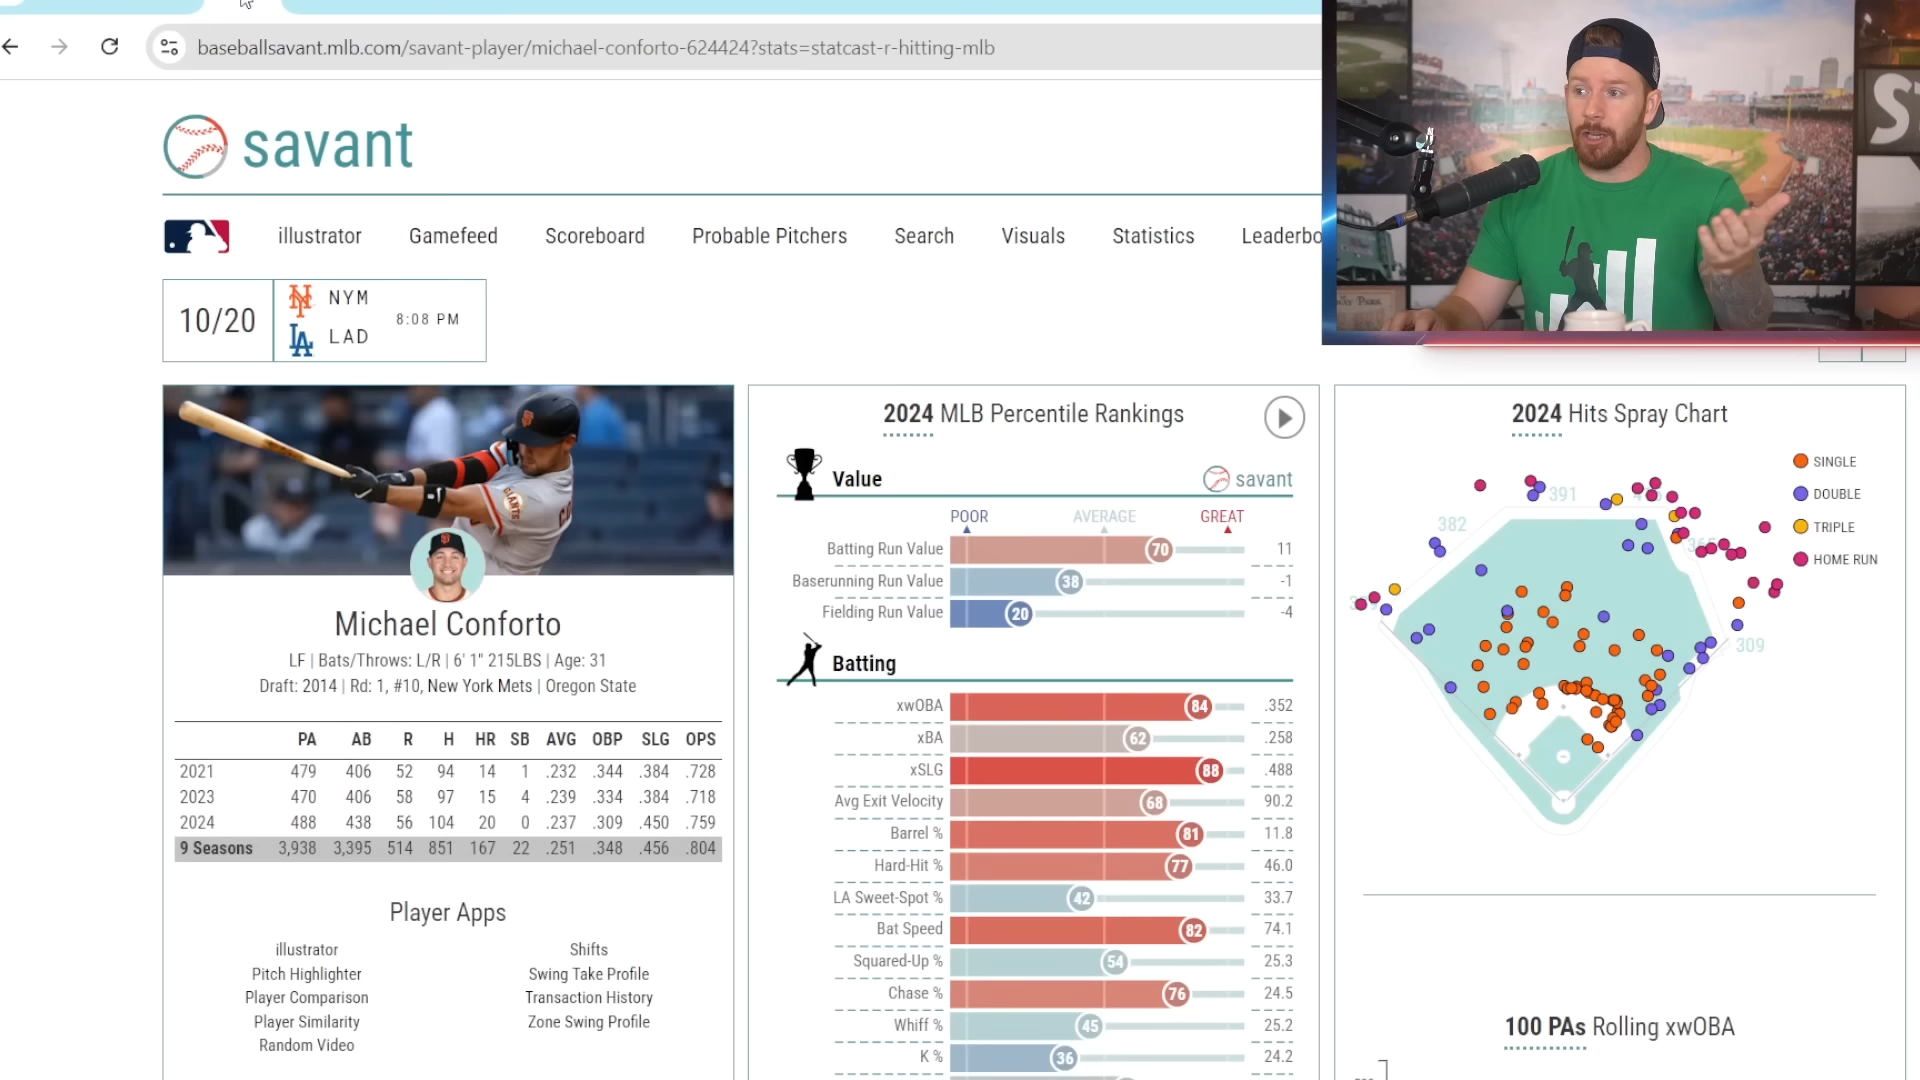 baseballsavant.mlb.com/savant-player/michael-conforto-624424?stats=statcast-r-hitting-mlb
savant
illustrator Gamefeed Scoreboard Probable Pitchers Search Visuals Statistics Leaderbo
10/20
NYM
LAD
8:08 PM
GIANTS
Michael Conforto
LF | Bats/Throws: L/R | 6' 1" 215LBS | Age: 31
Draft: 2014 | Rd: 1, #10, New York Mets | Oregon State
PA AB R H HR SB AVG OBP SLG OPS
2021 479 406 52 94 14 1 .232 .344 .384 .728
2023 470 406 58 97 15 4 .239 .334 .384 .718
2024 488 438 56 104 20 0 .237 .309 .450 .759
9 Seasons 3,938 3,395 514 851 167 22 .251 .348 .456 .804
Player Apps
illustrator
Pitch Highlighter
Player Comparison
Player Similarity
Random Video
Shifts
Swing Take Profile
Transaction History
Zone Swing Profile
2024 MLB Percentile Rankings
Value
savant
POOR AVERAGE GREAT
Batting Run Value 70 11
Baserunning Run Value 38 -1
Fielding Run Value 20 -4
Batting
xwOBA 84 .352
xBA 62 .258
xSLG 88 .488
Avg Exit Velocity 68 90.2
Barrel % 81 11.8
Hard-Hit % 77 46.0
LA Sweet-Spot % 42 33.7
Bat Speed 82 74.1
Squared-Up % 54 25.3
Chase % 76 24.5
Whiff % 45 25.2
K % 36 24.2
2024 Hits Spray Chart
SINGLE
DOUBLE
TRIPLE
HOME RUN
391
382
309
100 PAs Rolling xwOBA